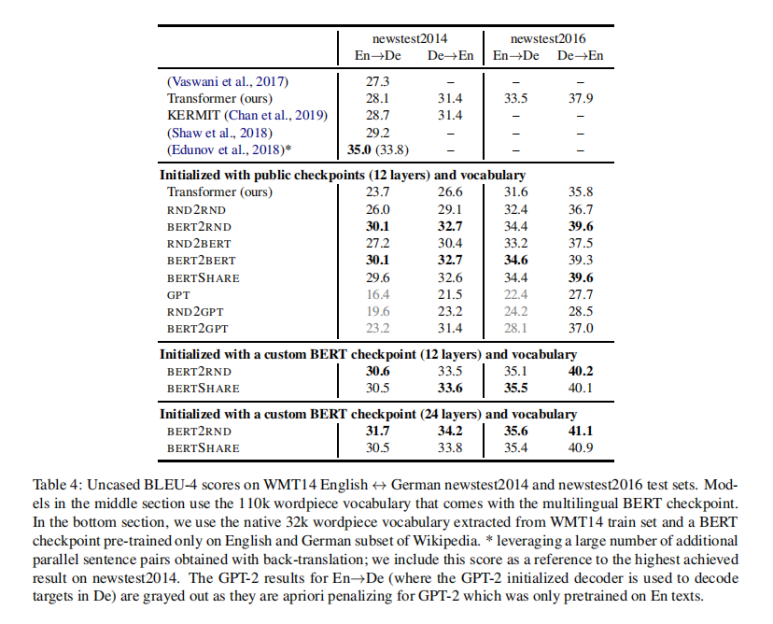 newstest2014 newstest2016
En→De De→En En→De De→En
(Vaswani et al., 2017) 27.3 – – –
Transformer (ours) 28.1 31.4 33.5 37.9
KERMIT (Chan et al., 2019) 28.7 31.4 – –
(Shaw et al., 2018) 29.2 – – –
(Edunov et al., 2018)* 35.0 (33.8) – – –
Initialized with public checkpoints (12 layers) and vocabulary
Transformer (ours) 23.7 26.6 31.6 35.8
RND2RND 26.0 29.1 32.4 36.7
BERT2RND 30.1 32.7 34.4 39.6
RND2BERT 27.2 30.4 33.2 37.5
BERT2BERT 30.1 32.7 34.6 39.3
BERTSHARE 29.6 32.6 34.4 39.6
GPT 16.4 21.5 22.4 27.7
RND2GPT 19.6 23.2 24.2 28.5
BERT2GPT 23.2 31.4 28.1 37.0
Initialized with a custom BERT checkpoint (12 layers) and vocabulary
BERT2RND 30.6 33.5 35.1 40.2
BERTSHARE 30.5 33.6 35.5 40.1
Initialized with a custom BERT checkpoint (24 layers) and vocabulary
BERT2RND 31.7 34.2 35.6 41.1
BERTSHARE 30.5 33.8 35.4 40.9
Table 4: Uncased BLEU-4 scores on WMT14 English ↔ German newstest2014 and newstest2016 test sets. Mod-
els in the middle section use the 110k wordpiece vocabulary that comes with the multilingual BERT checkpoint.
In the bottom section, we use the native 32k wordpiece vocabulary extracted from WMT14 train set and a BERT
checkpoint pre-trained only on English and German subset of Wikipedia. * leveraging a large number of additional
parallel sentence pairs obtained with back-translation; we include this score as a reference to the highest achieved
result on newstest2014. The GPT-2 results for En→De (where the GPT-2 initialized decoder is used to decode
targets in De) are grayed out as they are apriori penalizing for GPT-2 which was only pretrained on En texts.